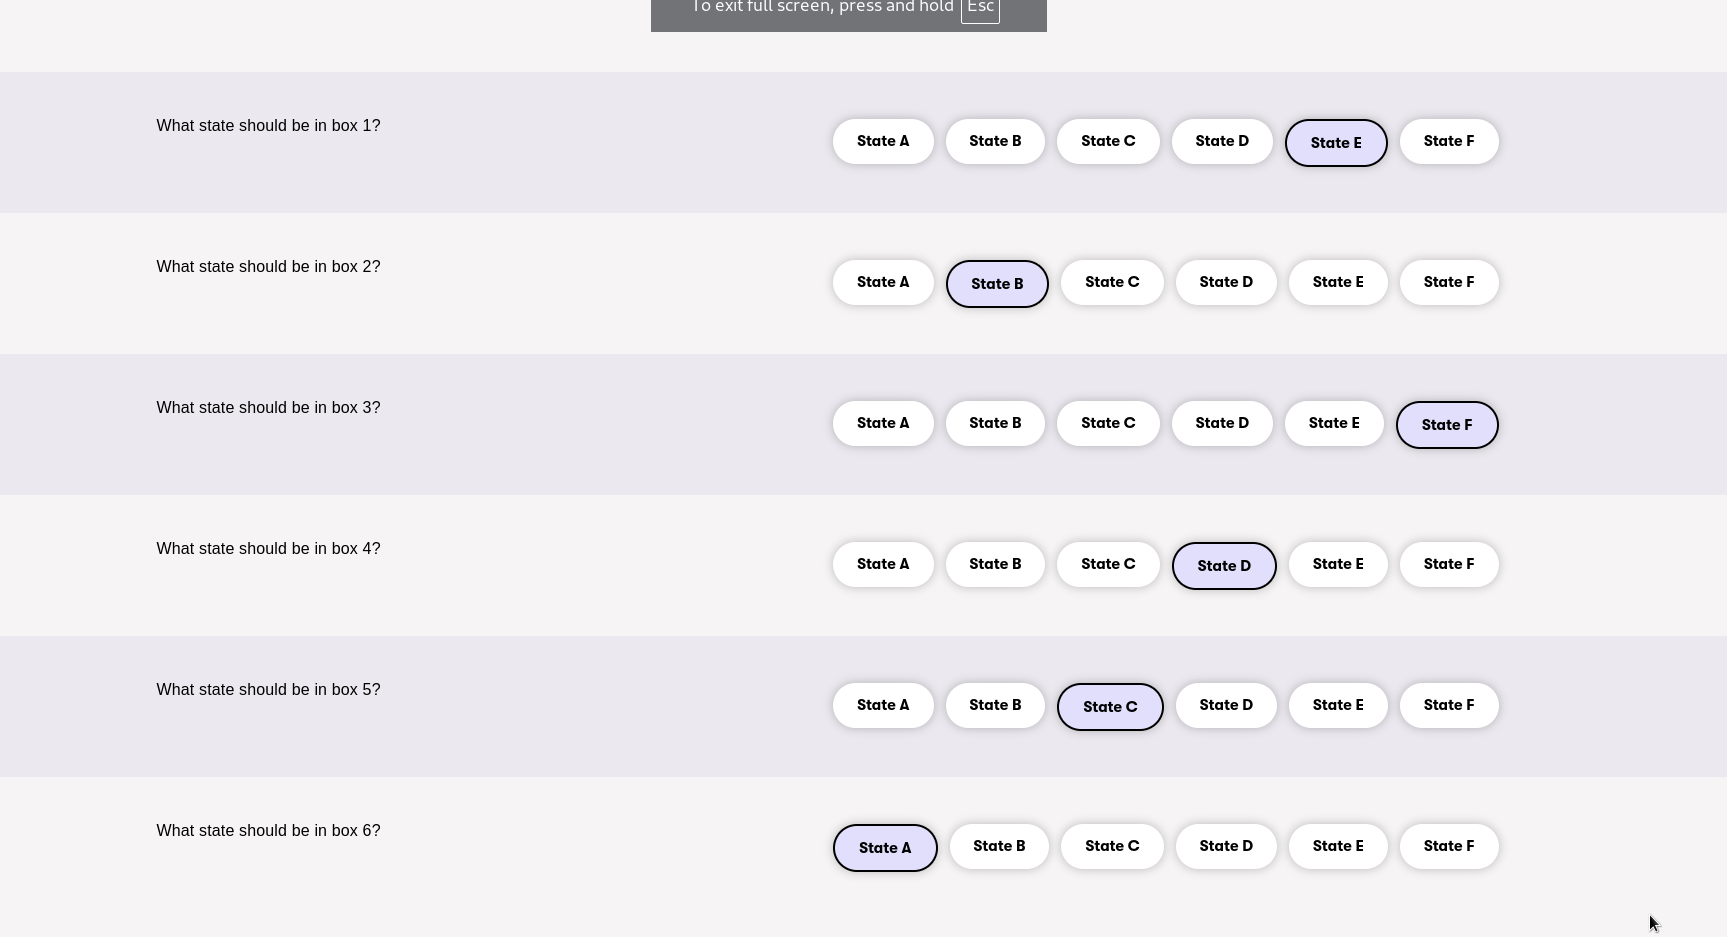 To exit full screen, press and hold Esc
What state should be in box 1? State A State B State C State D State E State F
What state should be in box 2? State A State B State C State D State E State F
What state should be in box 3? State A State B State C State D State E State F
What state should be in box 4? State A State B State C State D State E State F
What state should be in box 5? State A State B State C State D State E State F
What state should be in box 6? State A State B State C State D State E State F